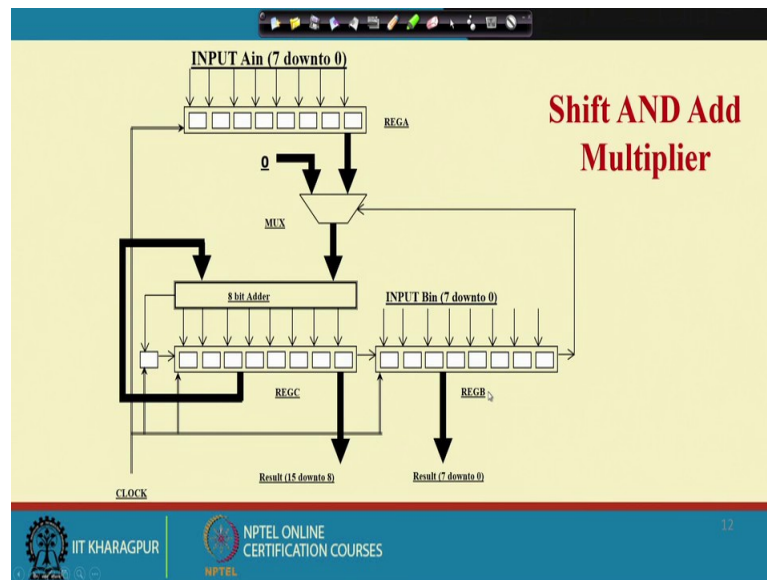 INPUT Ain (7 downto 0)
REGA
Shift AND Add
Multiplier
0
MUX
8 bit Adder
INPUT Bin (7 downto 0)
REGC
REGB
Result (15 downto 8)
Result (7 downto 0)
CLOCK
12
IIT KHARAGPUR
NPTEL ONLINE
CERTIFICATION COURSES
NPTEL